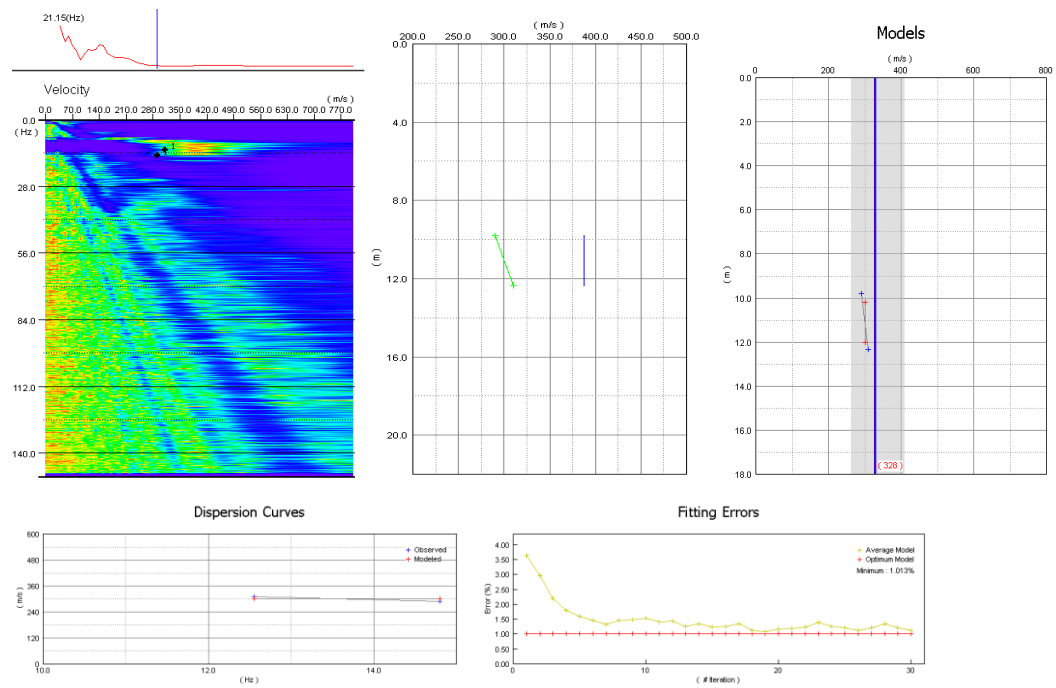 21.15(Hz)
Velocity
( m/s )
0.0 70.0 140.0 210.0 280.0 350.0 420.0 490.0 560.0 630.0 700.0 770.0
0.0
( Hz )
1
28.0
56.0
84.0
112.0
140.0
( m/s )
200.0 250.0 300.0 350.0 400.0 450.0 500.0
0.0
4.0
8.0
( m )
12.0
16.0
20.0
Models
( m/s )
0 200 400 600 800
0.0
2.0
4.0
6.0
8.0
( m )
10.0
12.0
14.0
16.0
18.0
( 328 )
Dispersion Curves
600
480
360
(m/s)
240
120
0
Observed
Modeled
10.0 12.0 14.0
( Hz )
Fitting Errors
4.00
3.50
3.00
2.50
Error (%)
2.00
1.50
1.00
0.50
0.00
Average Model
Optimum Model
Minimum : 1.013%
0 10 20 30
( # Iteration )